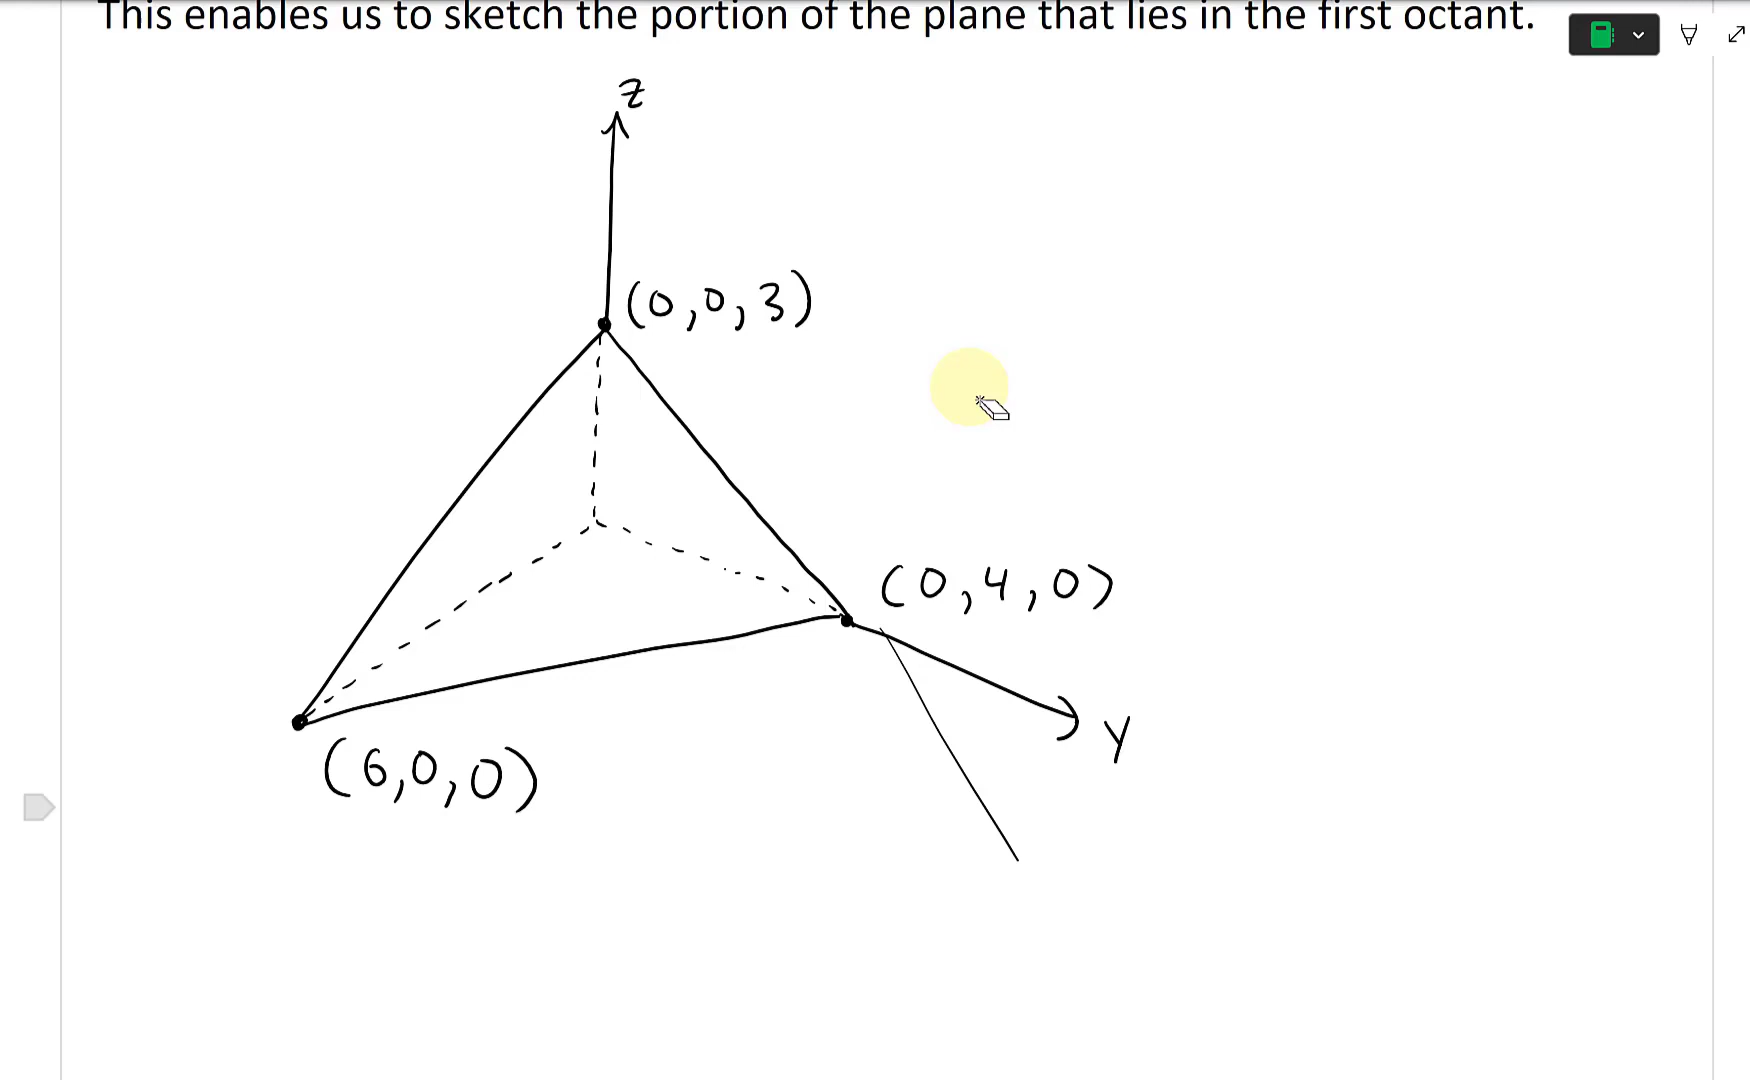 This enables us to sketch the portion of the plane that lies in the first octant.
z
(0,0,3)
(0,4,0)
y
(6,0,0)